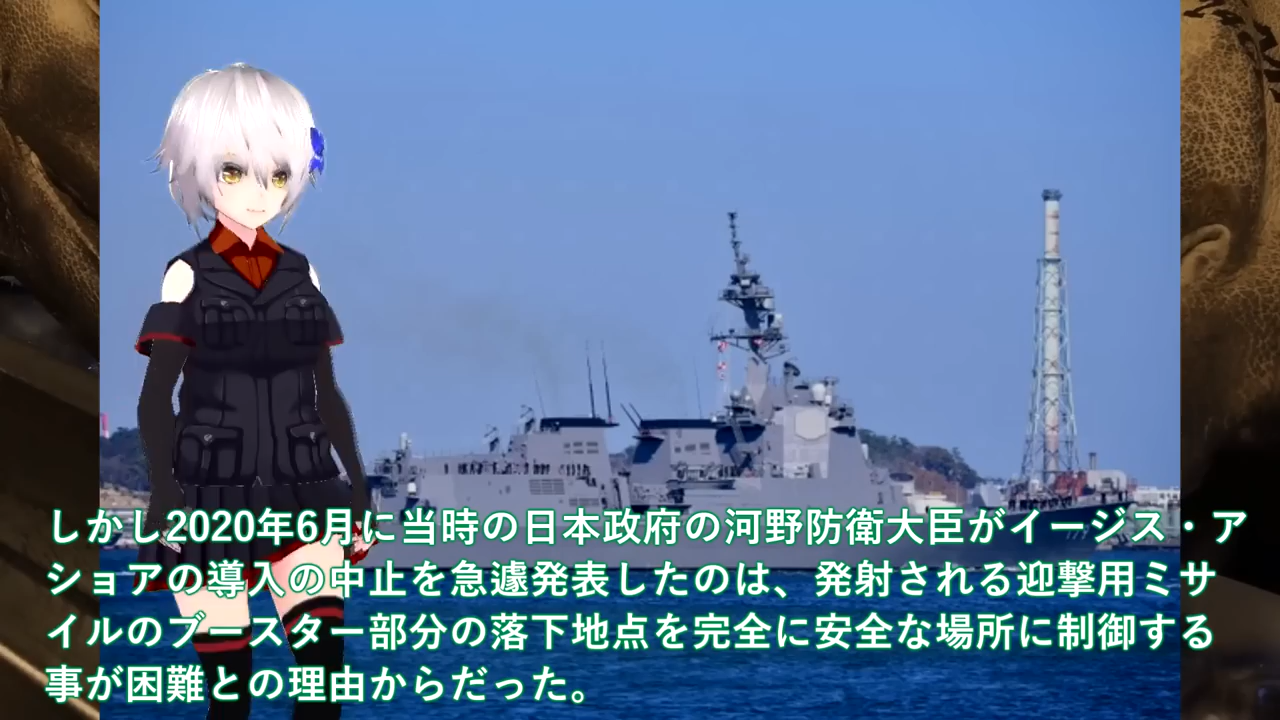 しかし2020年6月に当時の日本政府の河野防衛大臣がイージス・ア
ショアの導入の中止を急遽発表したのは、発射される迎撃用ミサ
イルのブースター部分の落下地点を完全に安全な場所に制御する
事が困難との理由からだった。